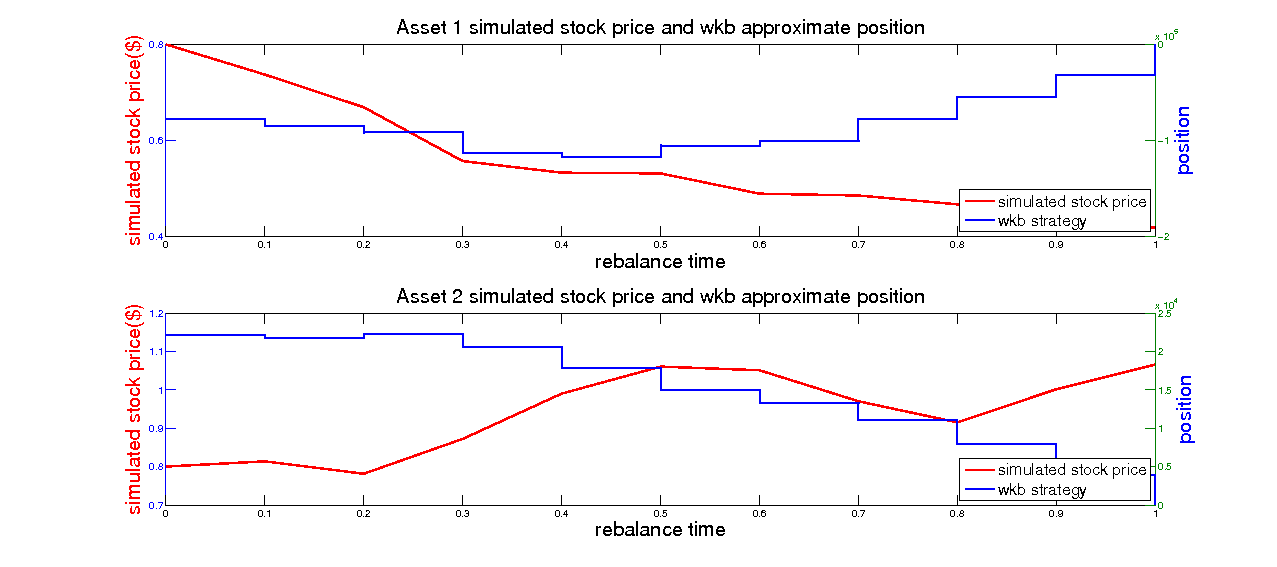 Asset 1 simulated stock price and wkb approximate position
x 10
0.8
0
simulated stock price($)
0.6
-1
position
simulated stock price
wkb strategy
0.4
-2
0 0.1 0.2 0.3 0.4 0.5 0.6 0.7 0.8 0.9 1
rebalance time
Asset 2 simulated stock price and wkb approximate position
x 10^4
1.2
2.5
simulated stock price($)
1.1
2
1
1.5
position
0.9
1
0.8
0.5
simulated stock price
wkb strategy
0.7
0
0 0.1 0.2 0.3 0.4 0.5 0.6 0.7 0.8 0.9 1
rebalance time